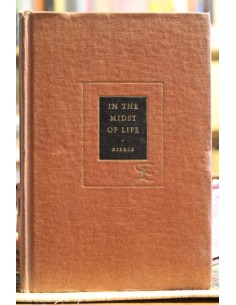 IN THE
MIDST
OF LIFE
BIERCE